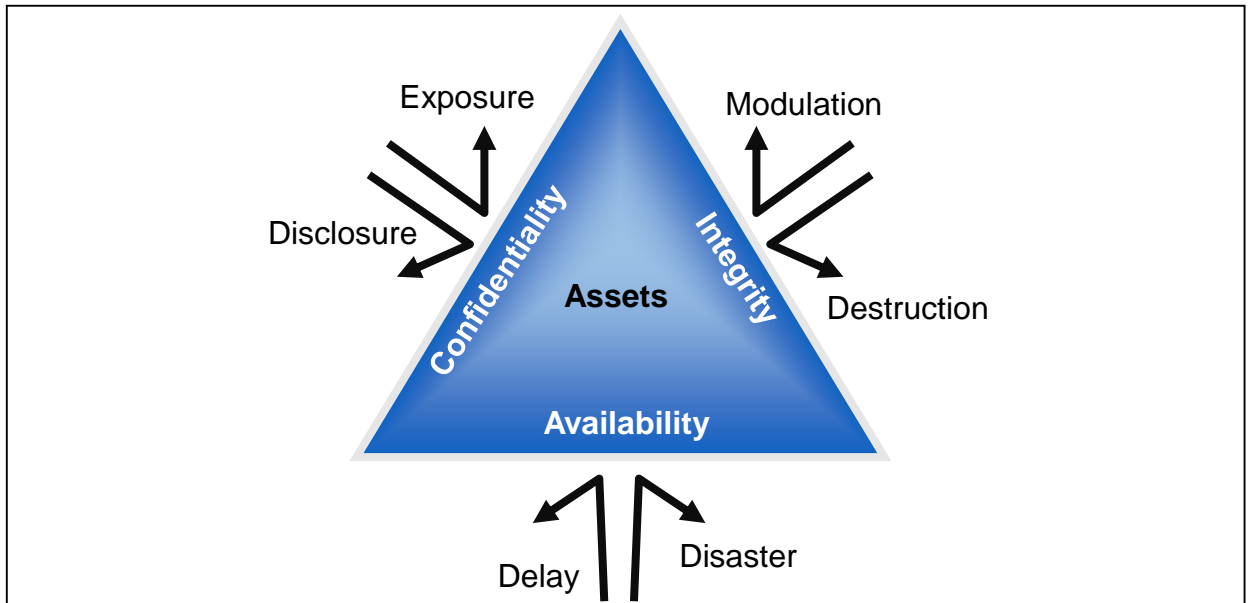 Exposure
Modulation
Disclosure
Confidentiality
Integrity
Assets
Destruction
Availability
Delay
Disaster